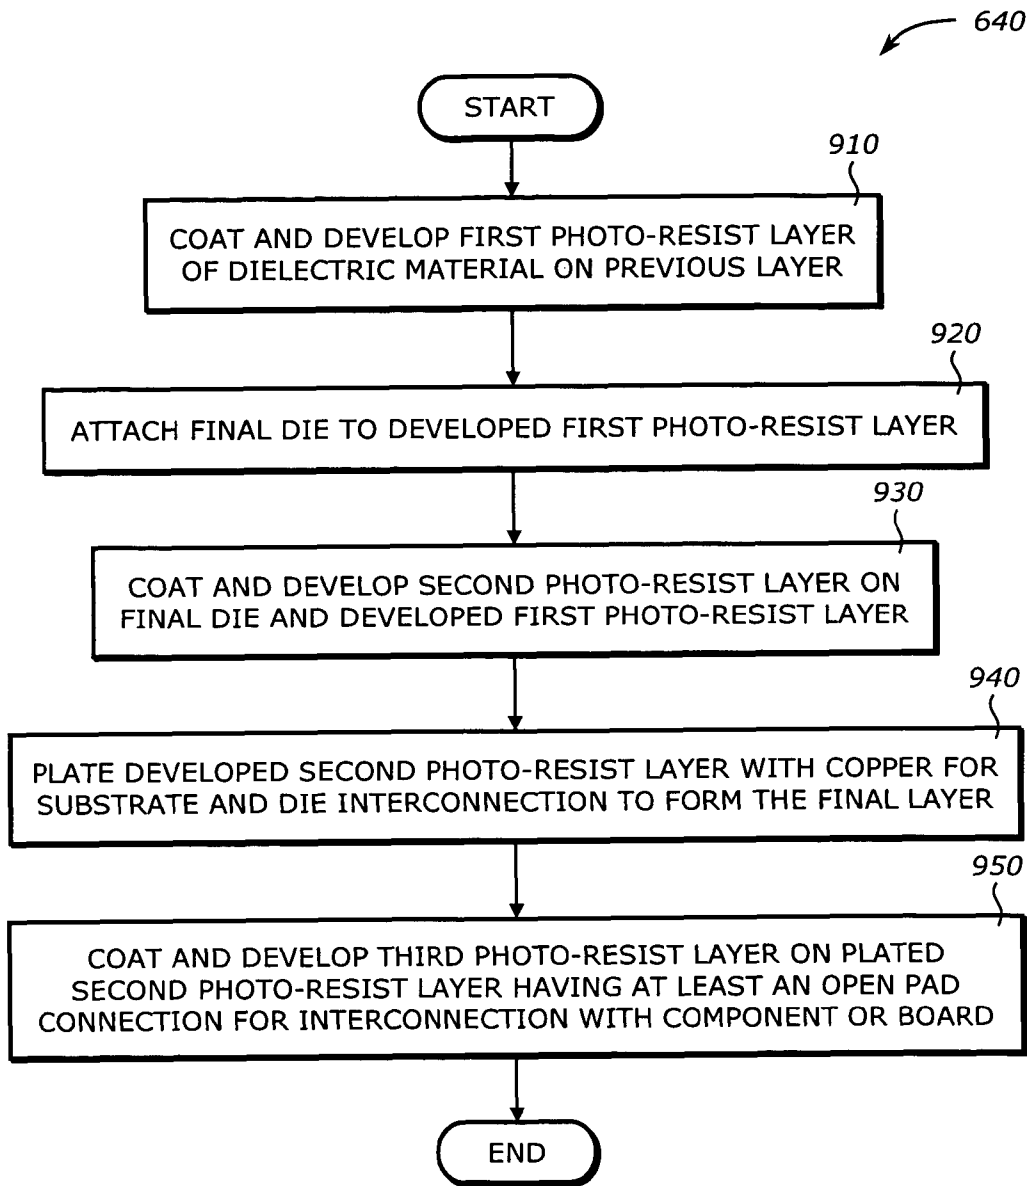 640
START
910
COAT AND DEVELOP FIRST PHOTO-RESIST LAYER
OF DIELECTRIC MATERIAL ON PREVIOUS LAYER
920
ATTACH FINAL DIE TO DEVELOPED FIRST PHOTO-RESIST LAYER
930
COAT AND DEVELOP SECOND PHOTO-RESIST LAYER ON
FINAL DIE AND DEVELOPED FIRST PHOTO-RESIST LAYER
940
PLATE DEVELOPED SECOND PHOTO-RESIST LAYER WITH COPPER FOR
SUBSTRATE AND DIE INTERCONNECTION TO FORM THE FINAL LAYER
950
COAT AND DEVELOP THIRD PHOTO-RESIST LAYER ON PLATED
SECOND PHOTO-RESIST LAYER HAVING AT LEAST AN OPEN PAD
CONNECTION FOR INTERCONNECTION WITH COMPONENT OR BOARD
END